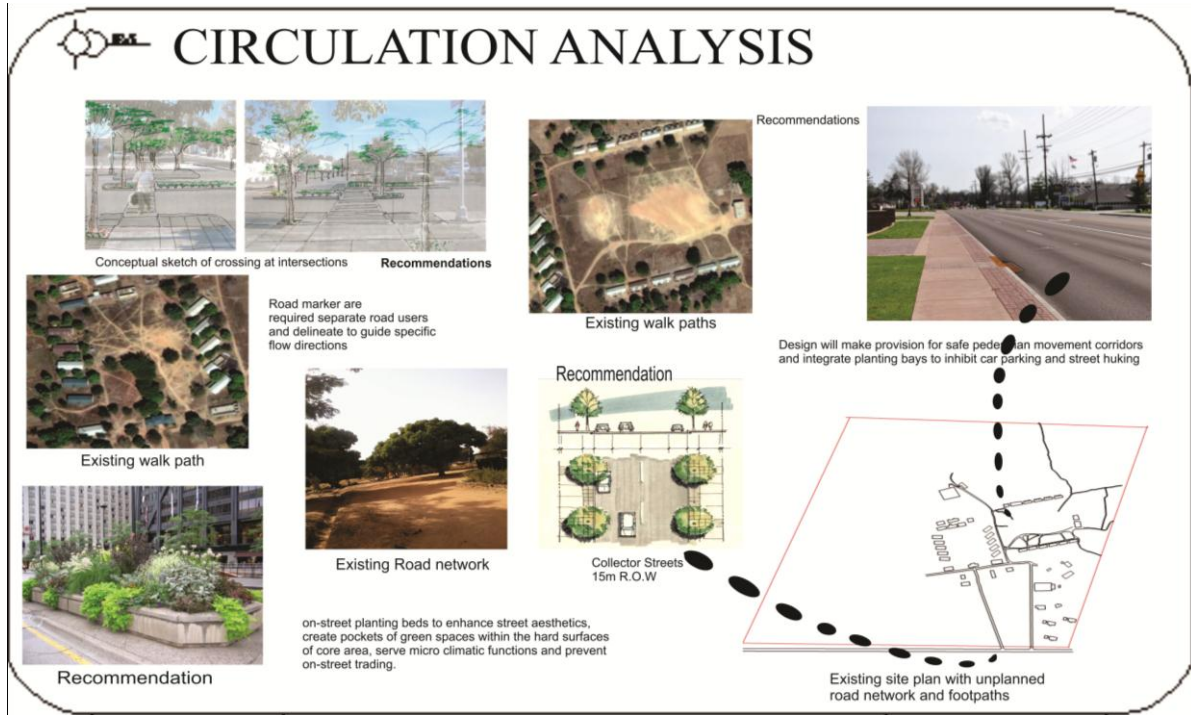 CIRCULATION ANALYSIS
Conceptual sketch of crossing at intersections
Recommendations
Road marker are
required separate road users
and delineate to guide specific
flow directions
Existing walk path
Recommendation
Existing Road network
on-street planting beds to enhance street aesthetics,
create pockets of green spaces within the hard surfaces
of core area, serve micro climatic functions and prevent
on-street trading.
Existing walk paths
Recommendations
Recommendation
Collector Streets
15m R.O.W
Design will make provision for safe pedestrian movement corridors
and integrate planting bays to inhibit car parking and street huking
Existing site plan with unplanned
road network and footpaths